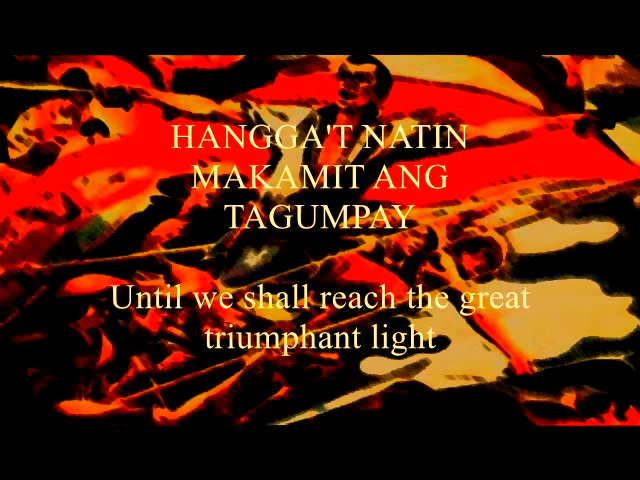 HANGGA'T NATIN
MAKAMIT ANG
TAGUMPAY
Until we shall reach the great
triumphant light